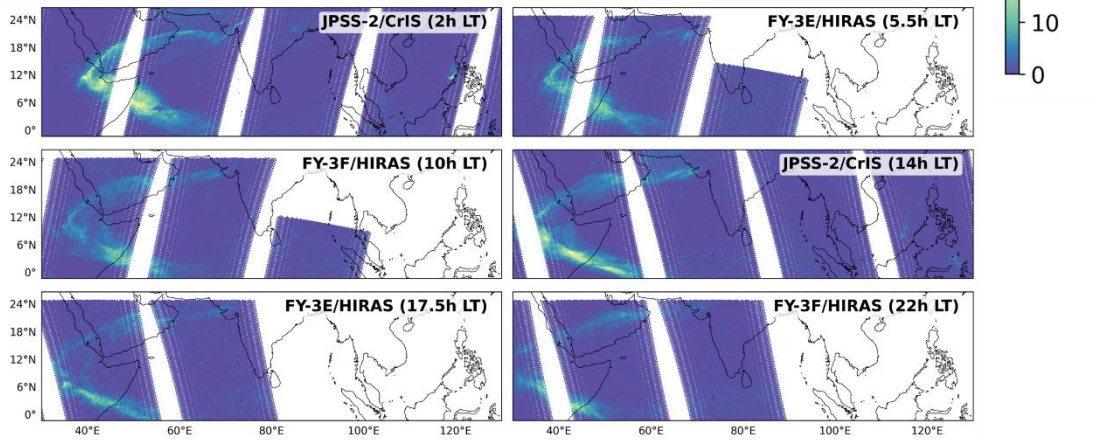 24°N
18°N
12°N
6°N
0°
JPSS-2/CrIS (2h LT)
FY-3E/HIRAS (5.5h LT)
10
0
24°N
18°N
12°N
6°N
0°
FY-3F/HIRAS (10h LT)
JPSS-2/CrIS (14h LT)
24°N
18°N
12°N
6°N
0°
FY-3E/HIRAS (17.5h LT)
FY-3F/HIRAS (22h LT)
40°E 60°E 80°E 100°E 120°E
40°E 60°E 80°E 100°E 120°E